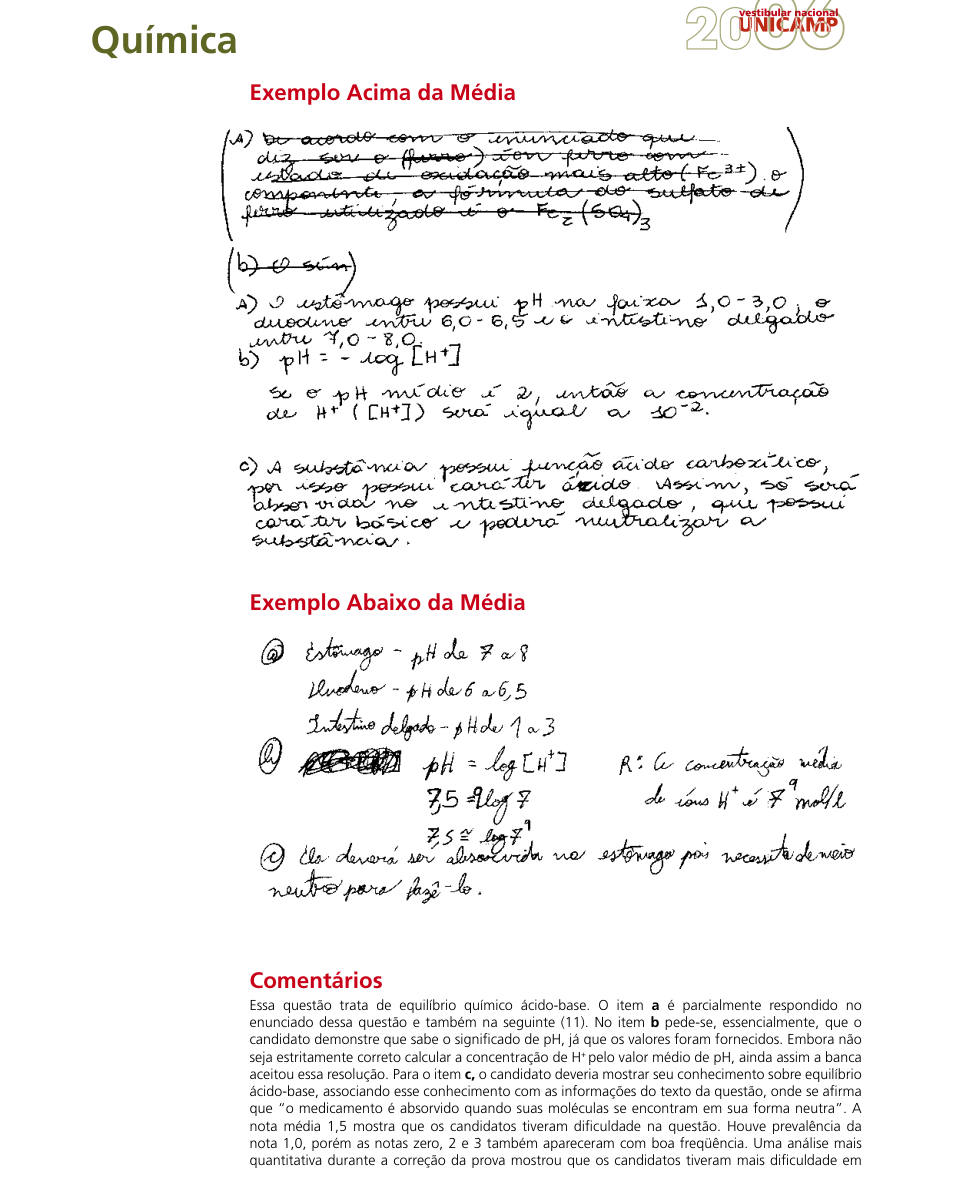 Química
2006
vestibular nacional
UNICAMP
Exemplo Acima da Média
(A) De acordo com o enunciado que
diz ser o (ferro) íon ferro com
estado de oxidação mais alto (Fe3+) o
componente, a fórmula do sulfato de
ferro utilizado é o Fe2(SO4)3
(b) O
A) O estômago possui pH na faixa 1,0-3,0, o
duodino entre 6,0-6,5 e o intestino delgado
entre 7,0-8,0.
b) pH = - log [H+]
se o pH médio é 2, então a concentração
de H+ ([H+]) será igual a 10-2.
c) A substância possui função ácido carboxílico,
por isso possui caráter ácido. Assim, só será
absorvida no intestino delgado, que possui
caráter básico e poderá neutralizar a
substância.
Exemplo Abaixo da Média
a) Estômago - pH de 7 a 8
Duodeno - pH de 6 a 6,5
Intestino delgado - pH de 1 a 3
b) pH = log [H+] R: A concentração média
7,5 = 9 log 7 de íons H+ é 7^9 mol/l
7,5 ≅ log 7^9
c) Ela deverá ser absorvida no estômago pois necessita de meio
neutro para fazê-lo.
Comentários
Essa questão trata de equilíbrio químico ácido-base. O item a é parcialmente respondido no
enunciado dessa questão e também na seguinte (11). No item b pede-se, essencialmente, que o
candidato demonstre que sabe o significado de pH, já que os valores foram fornecidos. Embora não
seja estritamente correto calcular a concentração de H+ pelo valor médio de pH, ainda assim a banca
aceitou essa resolução. Para o item c, o candidato deveria mostrar seu conhecimento sobre equilíbrio
ácido-base, associando esse conhecimento com as informações do texto da questão, onde se afirma
que “o medicamento é absorvido quando suas moléculas se encontram em sua forma neutra”. A
nota média 1,5 mostra que os candidatos tiveram dificuldade na questão. Houve prevalência da
nota 1,0, porém as notas zero, 2 e 3 também apareceram com boa freqüência. Uma análise mais
quantitativa durante a correção da prova mostrou que os candidatos tiveram mais dificuldade em